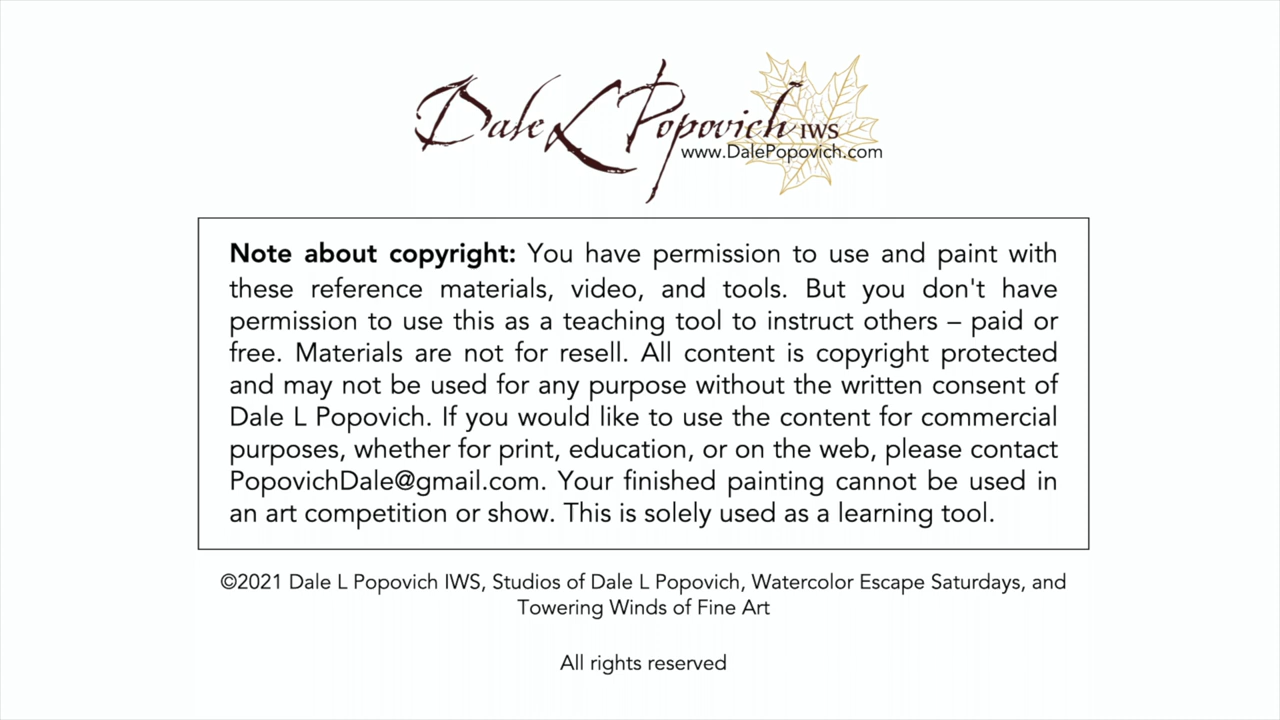 Dale L Popovich IWS
www.DalePopovich.com
Note about copyright: You have permission to use and paint with
these reference materials, video, and tools. But you don't have
permission to use this as a teaching tool to instruct others – paid or
free. Materials are not for resell. All content is copyright protected
and may not be used for any purpose without the written consent of
Dale L Popovich. If you would like to use the content for commercial
purposes, whether for print, education, or on the web, please contact
PopovichDale@gmail.com. Your finished painting cannot be used in
an art competition or show. This is solely used as a learning tool.
©2021 Dale L Popovich IWS, Studios of Dale L Popovich, Watercolor Escape Saturdays, and
Towering Winds of Fine Art
All rights reserved